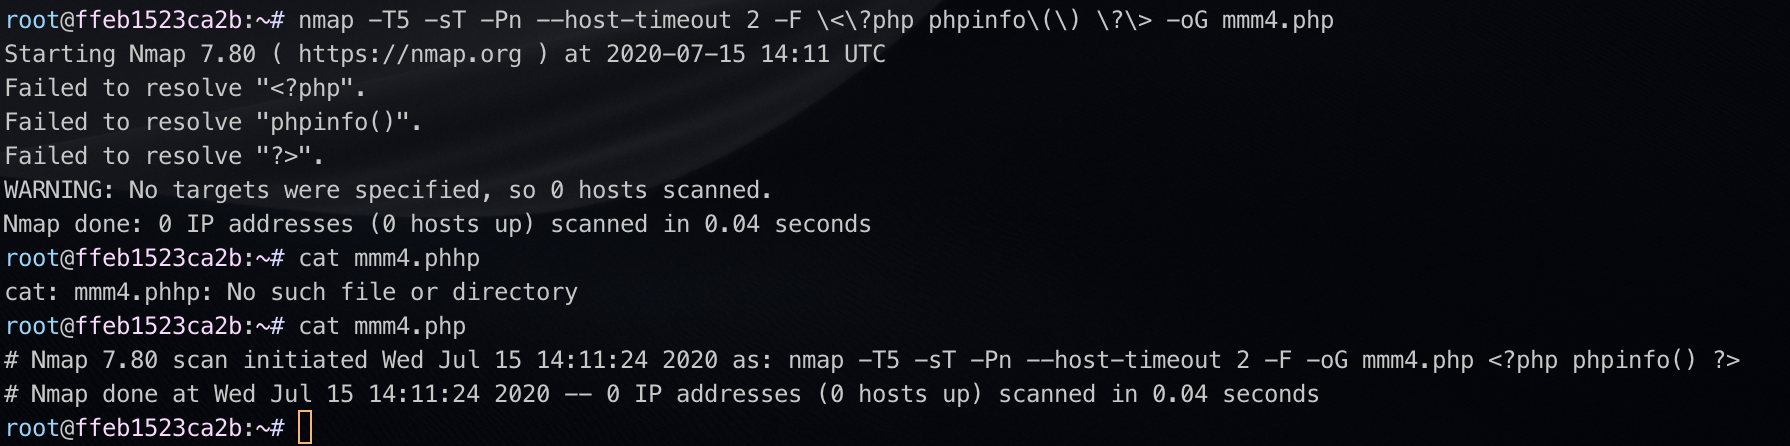 root@ffeb1523ca2b:~# nmap -T5 -sT -Pn --host-timeout 2 -F \<\?php phpinfo\(\) \?\> -oG mmm4.php
Starting Nmap 7.80 ( https://nmap.org ) at 2020-07-15 14:11 UTC
Failed to resolve "<?php".
Failed to resolve "phpinfo()".
Failed to resolve "?>".
WARNING: No targets were specified, so 0 hosts scanned.
Nmap done: 0 IP addresses (0 hosts up) scanned in 0.04 seconds
root@ffeb1523ca2b:~# cat mmm4.phhp
cat: mmm4.phhp: No such file or directory
root@ffeb1523ca2b:~# cat mmm4.php
# Nmap 7.80 scan initiated Wed Jul 15 14:11:24 2020 as: nmap -T5 -sT -Pn --host-timeout 2 -F -oG mmm4.php <?php phpinfo() ?>
# Nmap done at Wed Jul 15 14:11:24 2020 -- 0 IP addresses (0 hosts up) scanned in 0.04 seconds
root@ffeb1523ca2b:~#